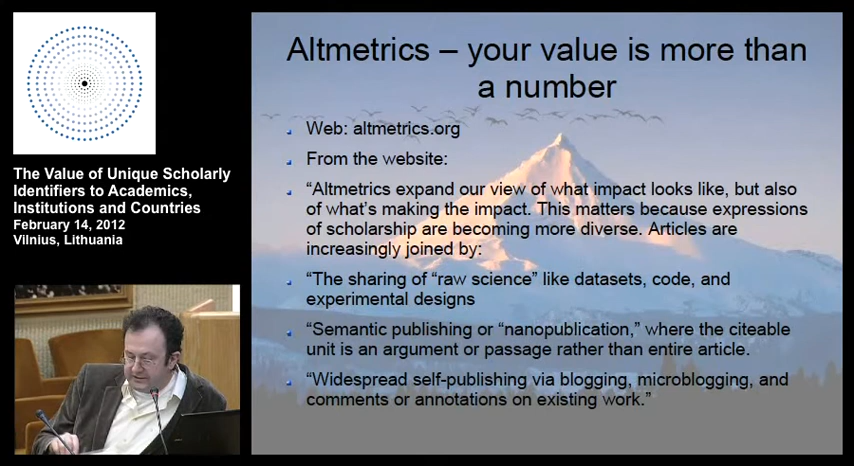 The Value of Unique Scholarly
Identifiers to Academics,
Institutions and Countries
February 14, 2012
Vilnius, Lithuania
Altmetrics – your value is more than
a number
Web: altmetrics.org
From the website:
“Altmetrics expand our view of what impact looks like, but also
of what’s making the impact. This matters because expressions
of scholarship are becoming more diverse. Articles are
increasingly joined by:
“The sharing of “raw science” like datasets, code, and
experimental designs
“Semantic publishing or “nanopublication,” where the citeable
unit is an argument or passage rather than entire article.
“Widespread self-publishing via blogging, microblogging, and
comments or annotations on existing work.”